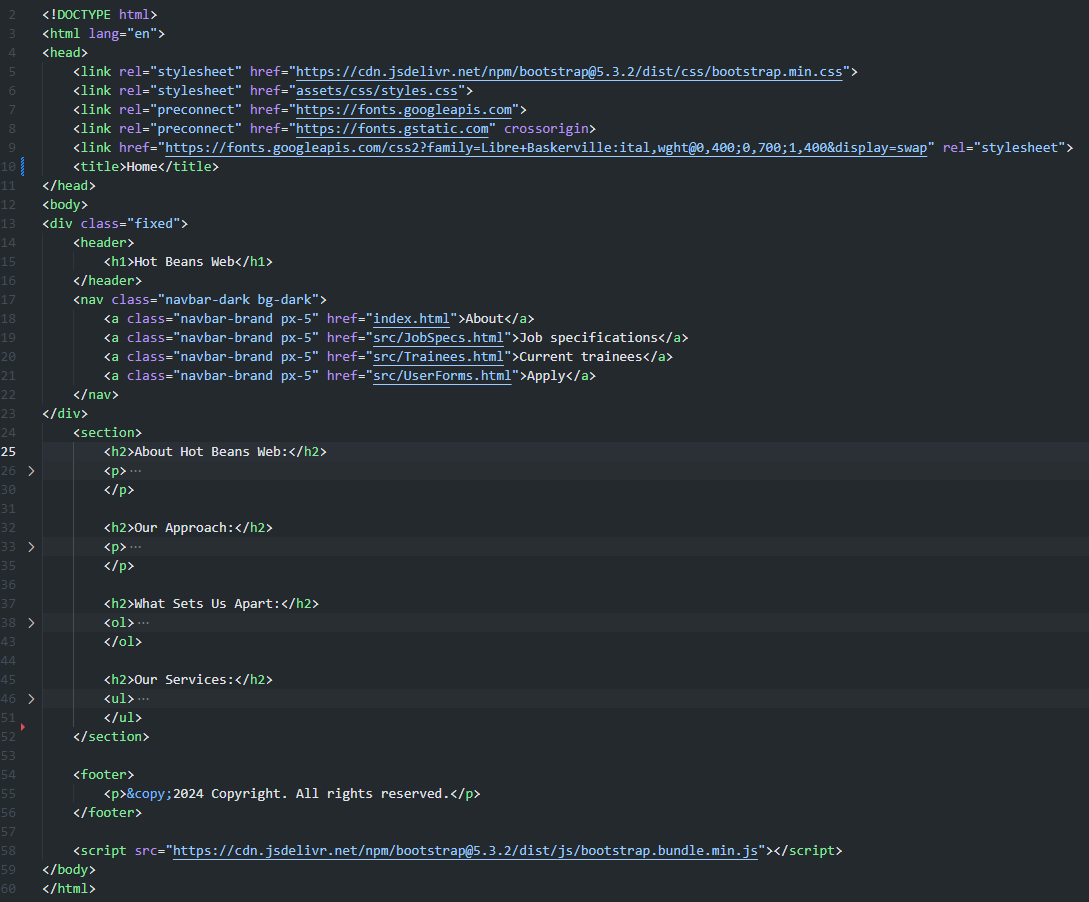 2 <!DOCTYPE html>
3 <html lang="en">
4 <head>
5 <link rel="stylesheet" href="https://cdn.jsdelivr.net/npm/bootstrap@5.3.2/dist/css/bootstrap.min.css">
6 <link rel="stylesheet" href="assets/css/styles.css">
7 <link rel="preconnect" href="https://fonts.googleapis.com">
8 <link rel="preconnect" href="https://fonts.gstatic.com" crossorigin>
9 <link href="https://fonts.googleapis.com/css2?family=Libre+Baskerville:ital,wght@0,400;0,700;1,400&display=swap" rel="stylesheet">
10 <title>Home</title>
11 </head>
12 <body>
13 <div class="fixed">
14 <header>
15 <h1>Hot Beans Web</h1>
16 </header>
17 <nav class="navbar-dark bg-dark">
18 <a class="navbar-brand px-5" href="index.html">About</a>
19 <a class="navbar-brand px-5" href="src/JobSpecs.html">Job specifications</a>
20 <a class="navbar-brand px-5" href="src/Trainees.html">Current trainees</a>
21 <a class="navbar-brand px-5" href="src/UserForms.html">Apply</a>
22 </nav>
23 </div>
24 <section>
25 <h2>About Hot Beans Web:</h2>
26 <p>···
30 </p>
31
32 <h2>Our Approach:</h2>
33 <p>···
35 </p>
36
37 <h2>What Sets Us Apart:</h2>
38 <ol>···
43 </ol>
44
45 <h2>Our Services:</h2>
46 <ul>···
51 </ul>
52 </section>
53
54 <footer>
55 <p>&copy;2024 Copyright. All rights reserved.</p>
56 </footer>
57
58 <script src="https://cdn.jsdelivr.net/npm/bootstrap@5.3.2/dist/js/bootstrap.bundle.min.js"></script>
59 </body>
60 </html>